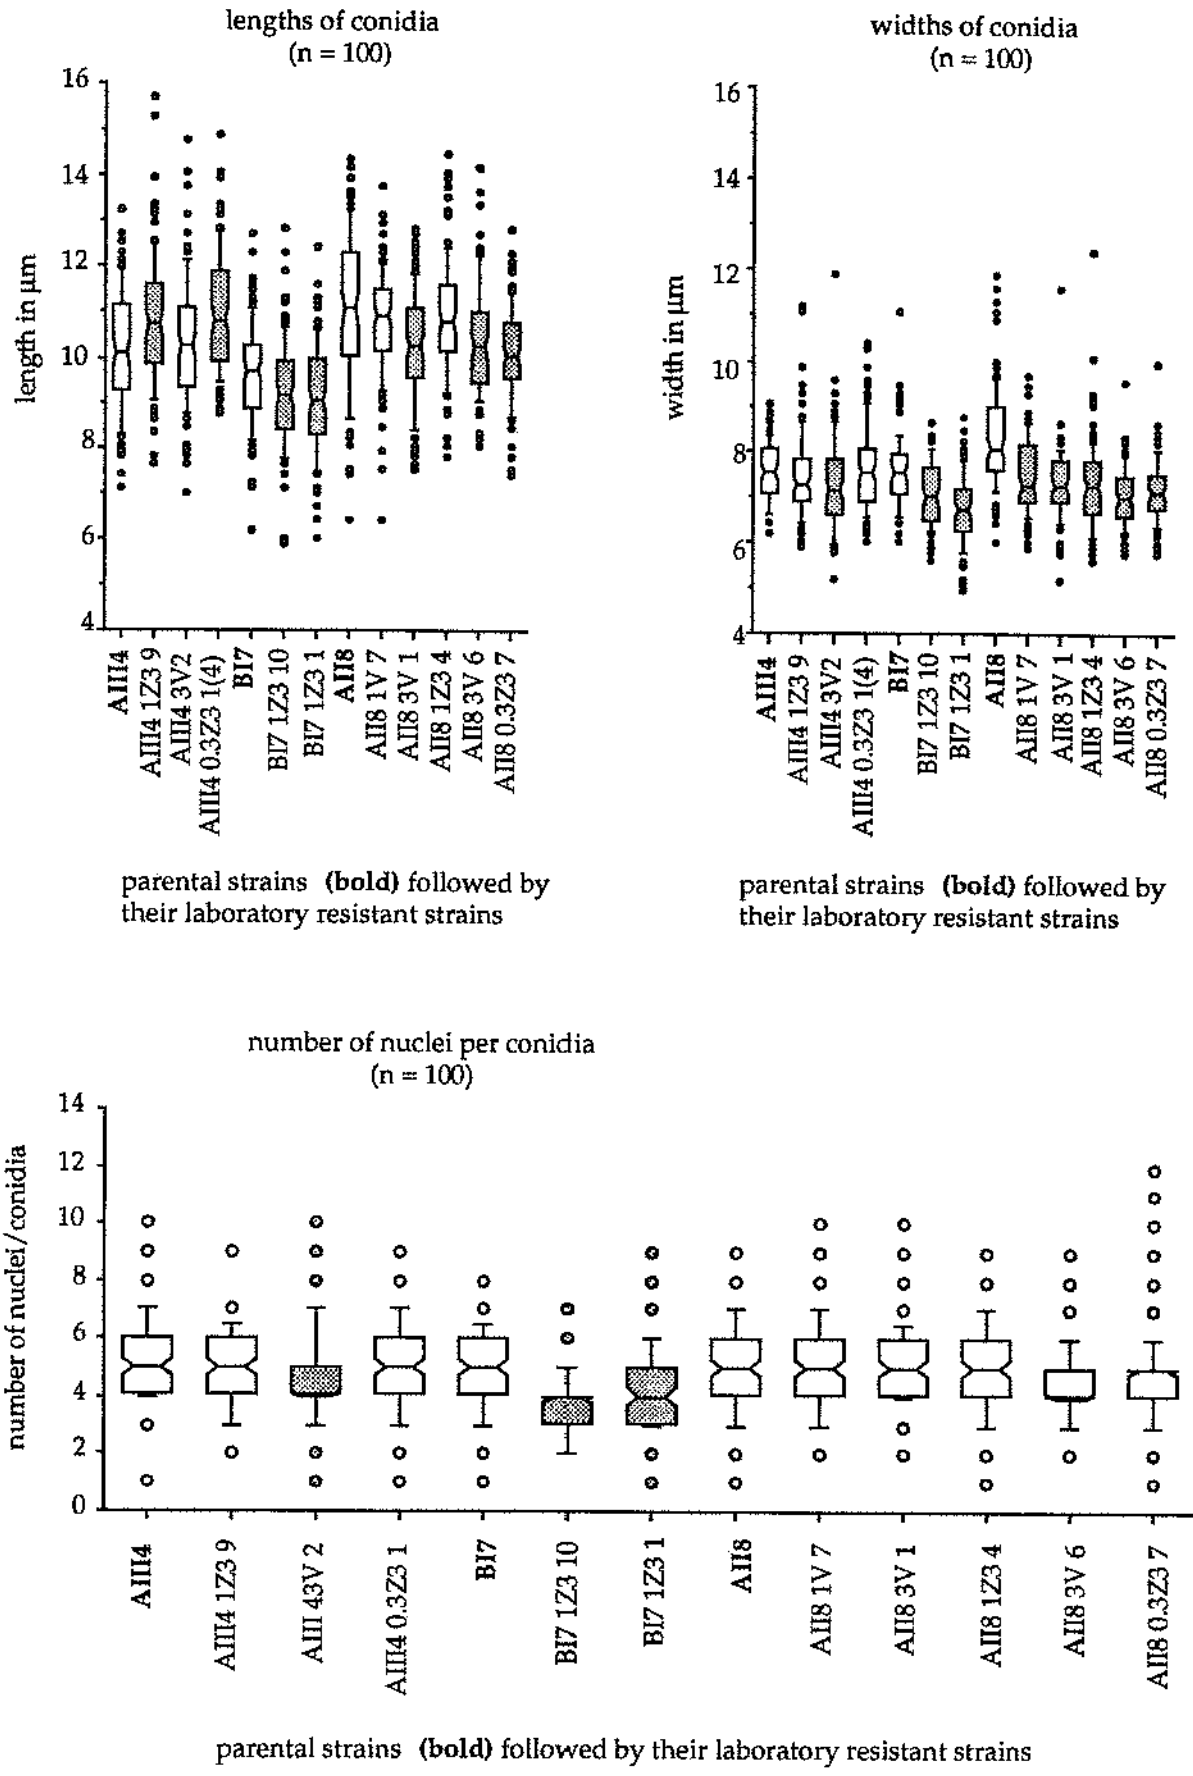 lengths of conidia
(n = 100)
16
14
12
10
8
6
4
length in µm
AIII4
AIII4 1Z3 9
AIII4 3V2
AIII4 0.3Z3 1(4)
BI7
BI7 1Z3 10
BI7 1Z3 1
AII8
AII8 1V 7
AII8 3V 1
AII8 1Z3 4
AII8 3V 6
AII8 0.3Z3 7
parental strains (bold) followed by
their laboratory resistant strains
widths of conidia
(n = 100)
16
14
12
10
8
6
4
width in µm
AIII4
AIII4 1Z3 9
AIII4 3V2
AIII4 0.3Z3 1(4)
BI7
BI7 1Z3 10
BI7 1Z3 1
AII8
AII8 1V 7
AII8 3V 1
AII8 1Z3 4
AII8 3V 6
AII8 0.3Z3 7
parental strains (bold) followed by
their laboratory resistant strains
number of nuclei per conidia
(n = 100)
14
12
10
8
6
4
2
0
number of nuclei/conidia
AIII4
AIII4 1Z3 9
AIII 43V 2
AIII4 0.3Z3 1
BI7
BI7 1Z3 10
BI7 1Z3 1
AII8
AII8 1V 7
AII8 3V 1
AII8 1Z3 4
AII8 3V 6
AII8 0.3Z3 7
parental strains (bold) followed by their laboratory resistant strains